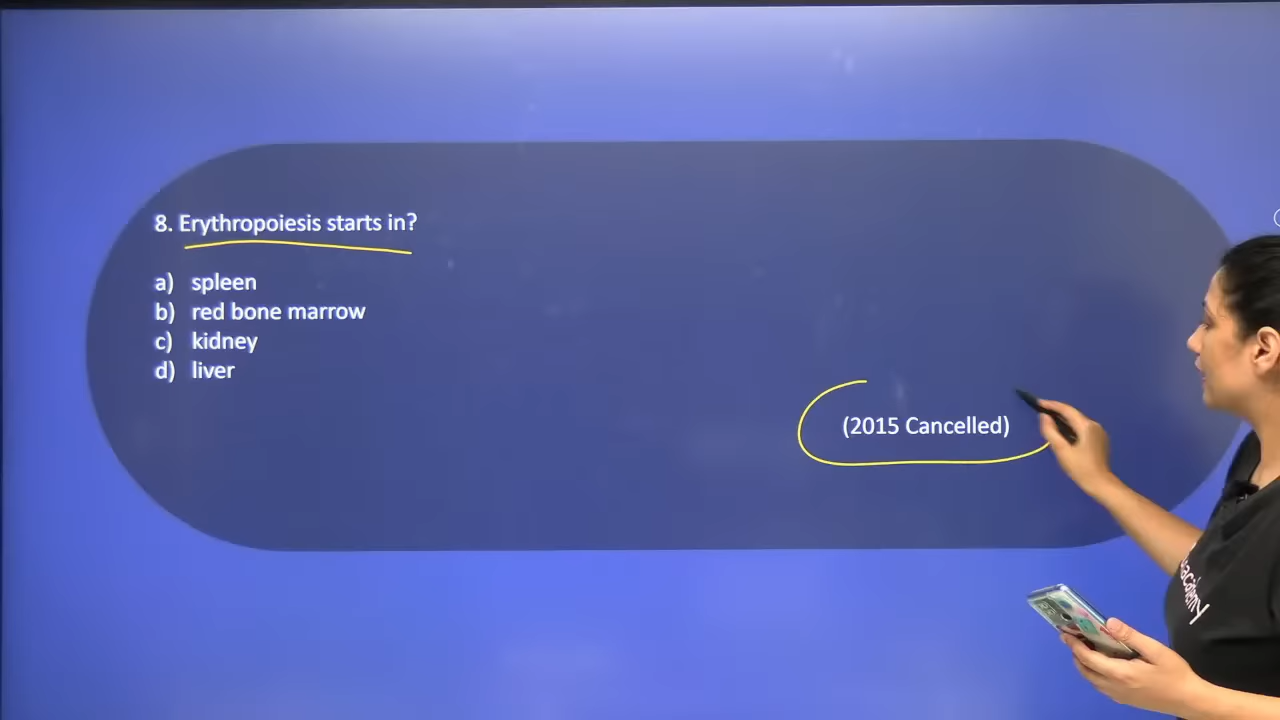 8. Erythropoiesis starts in?
a) spleen
b) red bone marrow
c) kidney
d) liver
(2015 Cancelled)